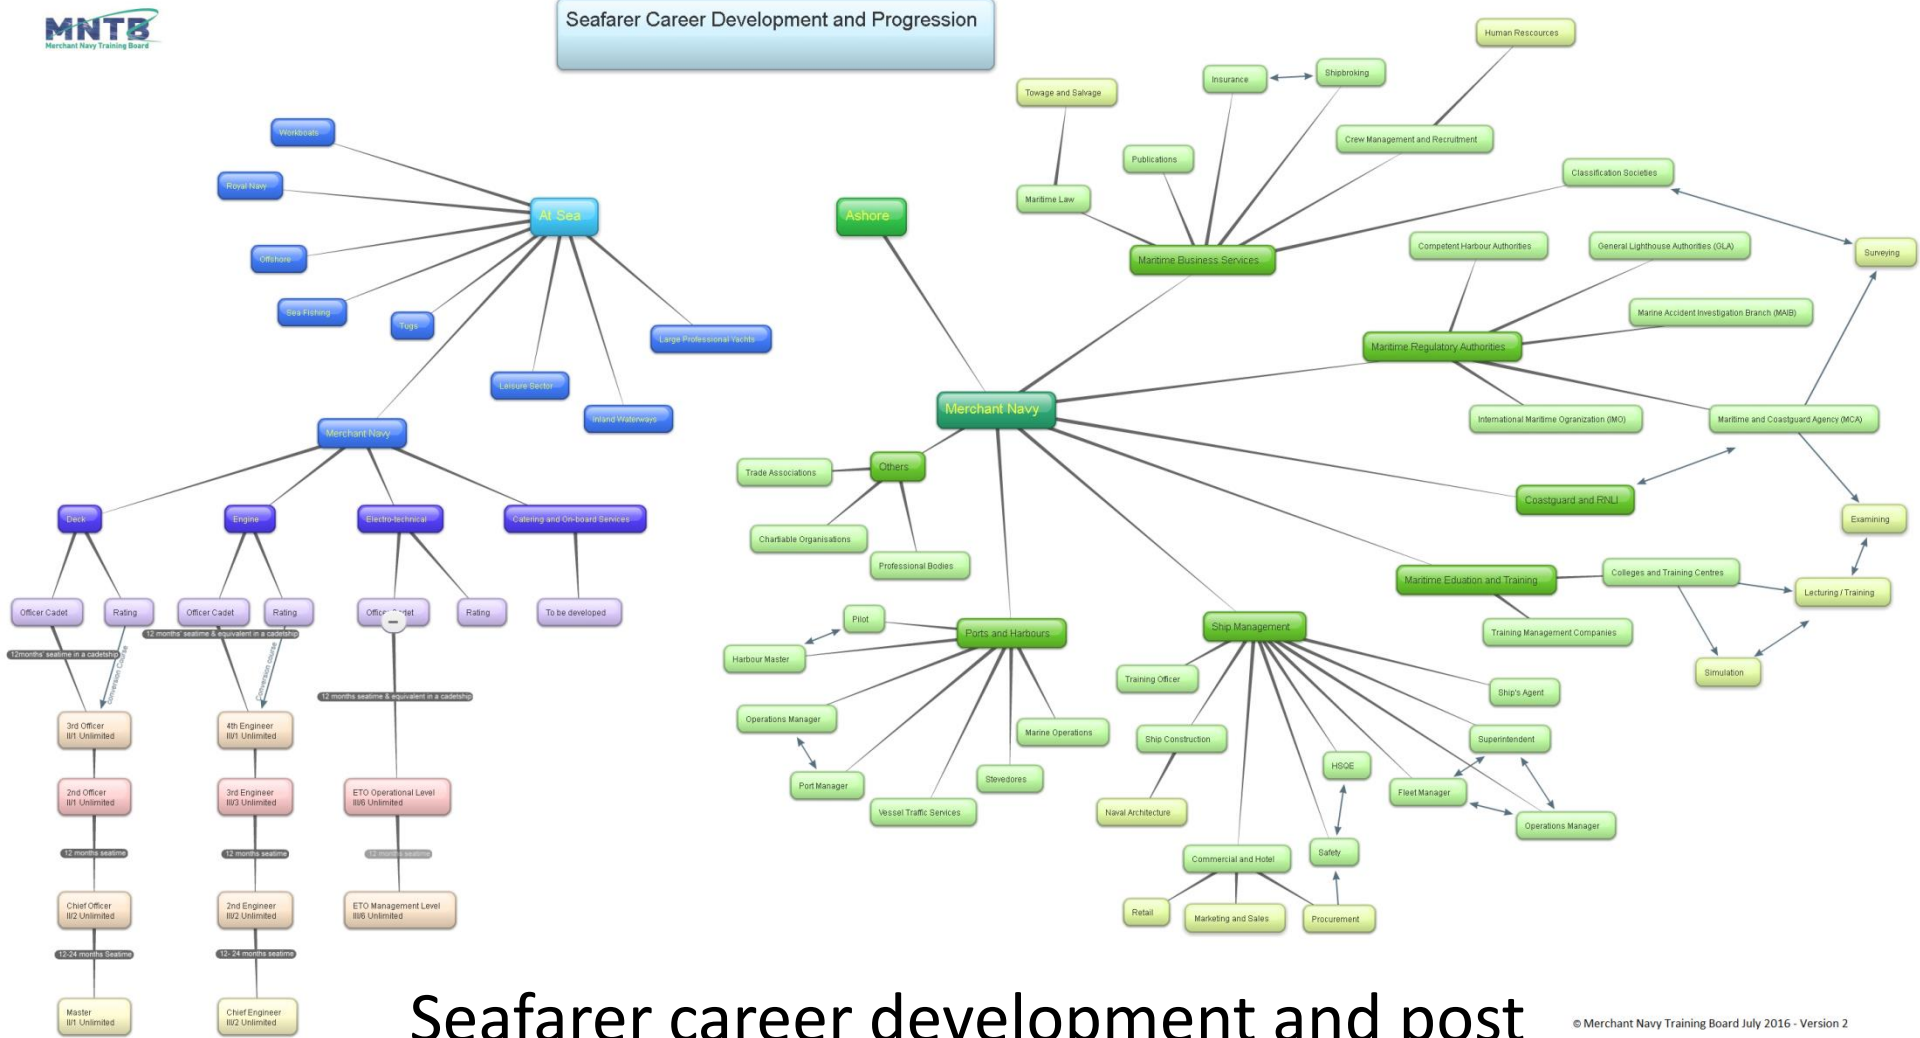 MNTB
Merchant Navy Training Board
Seafarer Career Development and Progression
Workboats
Royal Navy
Offshore
Sea Fishing
Tugs
At Sea
Large Professional Yachts
Leisure Sector
Inland Waterways
Merchant Navy
Deck
Engine
Electro-technical
Catering and On-board Services
Officer Cadet
Rating
Officer Cadet
Rating
Rating
To be developed
12 months' seatime & equivalent in a cadetship
12months' seatime in a cadetship
conversion Course
Conversion course
12 months seatime & equivalent in a cadetship
3rd Officer
II/1 Unlimited
4th Engineer
III/1 Unlimited
2nd Officer
II/1 Unlimited
3rd Engineer
III/3 Unlimited
ETO Operational Level
III/6 Unlimited
12 months seatime
12 months seatime
12 months seatime
Chief Officer
II/2 Unlimited
2nd Engineer
III/2 Unlimited
ETO Management Level
III/6 Unlimited
12-24 months Seatime
12- 24 months seatime
Master
II/1 Unlimited
Chief Engineer
III/2 Unlimited
Ashore
Merchant Navy
Towage and Salvage
Maritime Law
Publications
Insurance
Shipbroking
Human Rescources
Crew Management and Recruitment
Classification Societies
Maritime Business Services
Surveying
Competent Harbour Authorities
General Lighthouse Authorities (GLA)
Marine Accident Investigation Branch (MAIB)
Maritime Regulatory Authorities
International Maritime Ogranization (IMO)
Maritime and Coastguard Agency (MCA)
Coastguard and RNLI
Examining
Maritime Eduation and Training
Colleges and Training Centres
Lecturing / Training
Training Management Companies
Simulation
Others
Trade Associations
Chartiable Organisations
Professional Bodies
Ports and Harbours
Pilot
Harbour Master
Operations Manager
Port Manager
Vessel Traffic Services
Stevedores
Marine Operations
Ship Management
Training Officer
Ship Construction
Naval Architecture
Ship's Agent
Superintendent
HSQE
Fleet Manager
Operations Manager
Safety
Commercial and Hotel
Retail
Marketing and Sales
Procurement
Seafarer career development and post
© Merchant Navy Training Board July 2016 - Version 2